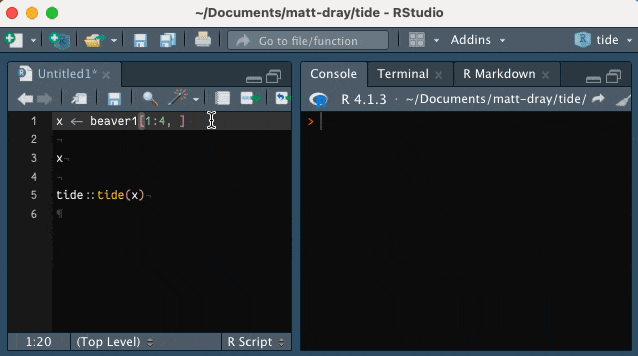 ~/Documents/matt-dray/tide - RStudio
Go to file/function
Addins
tide
Untitled1*
Console
Terminal
R Markdown
R 4.1.3 · ~/Documents/matt-dray/tide/
1 x ← beaver1[1:4, ]
2 ¬
3 x¬
4 ¬
5 tide::tide(x)¬
6 ¶
>
1:20
(Top Level)
R Script